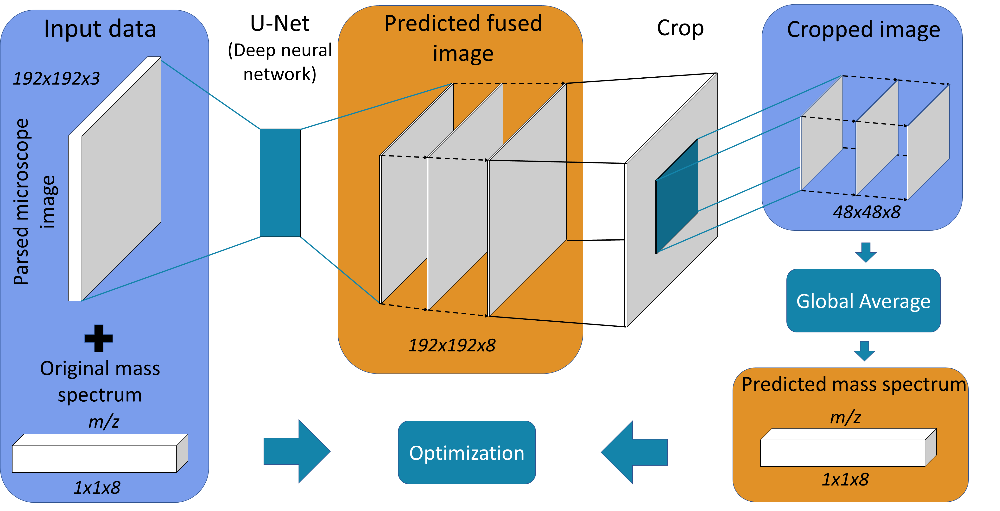 Input data
192x192x3
Parsed microscope
image
Original mass
spectrum
m/z
1x1x8
U-Net
(Deep neural
network)
Predicted fused
image
192x192x8
Crop
Cropped image
48x48x8
Global Average
Predicted mass spectrum
m/z
1x1x8
Optimization